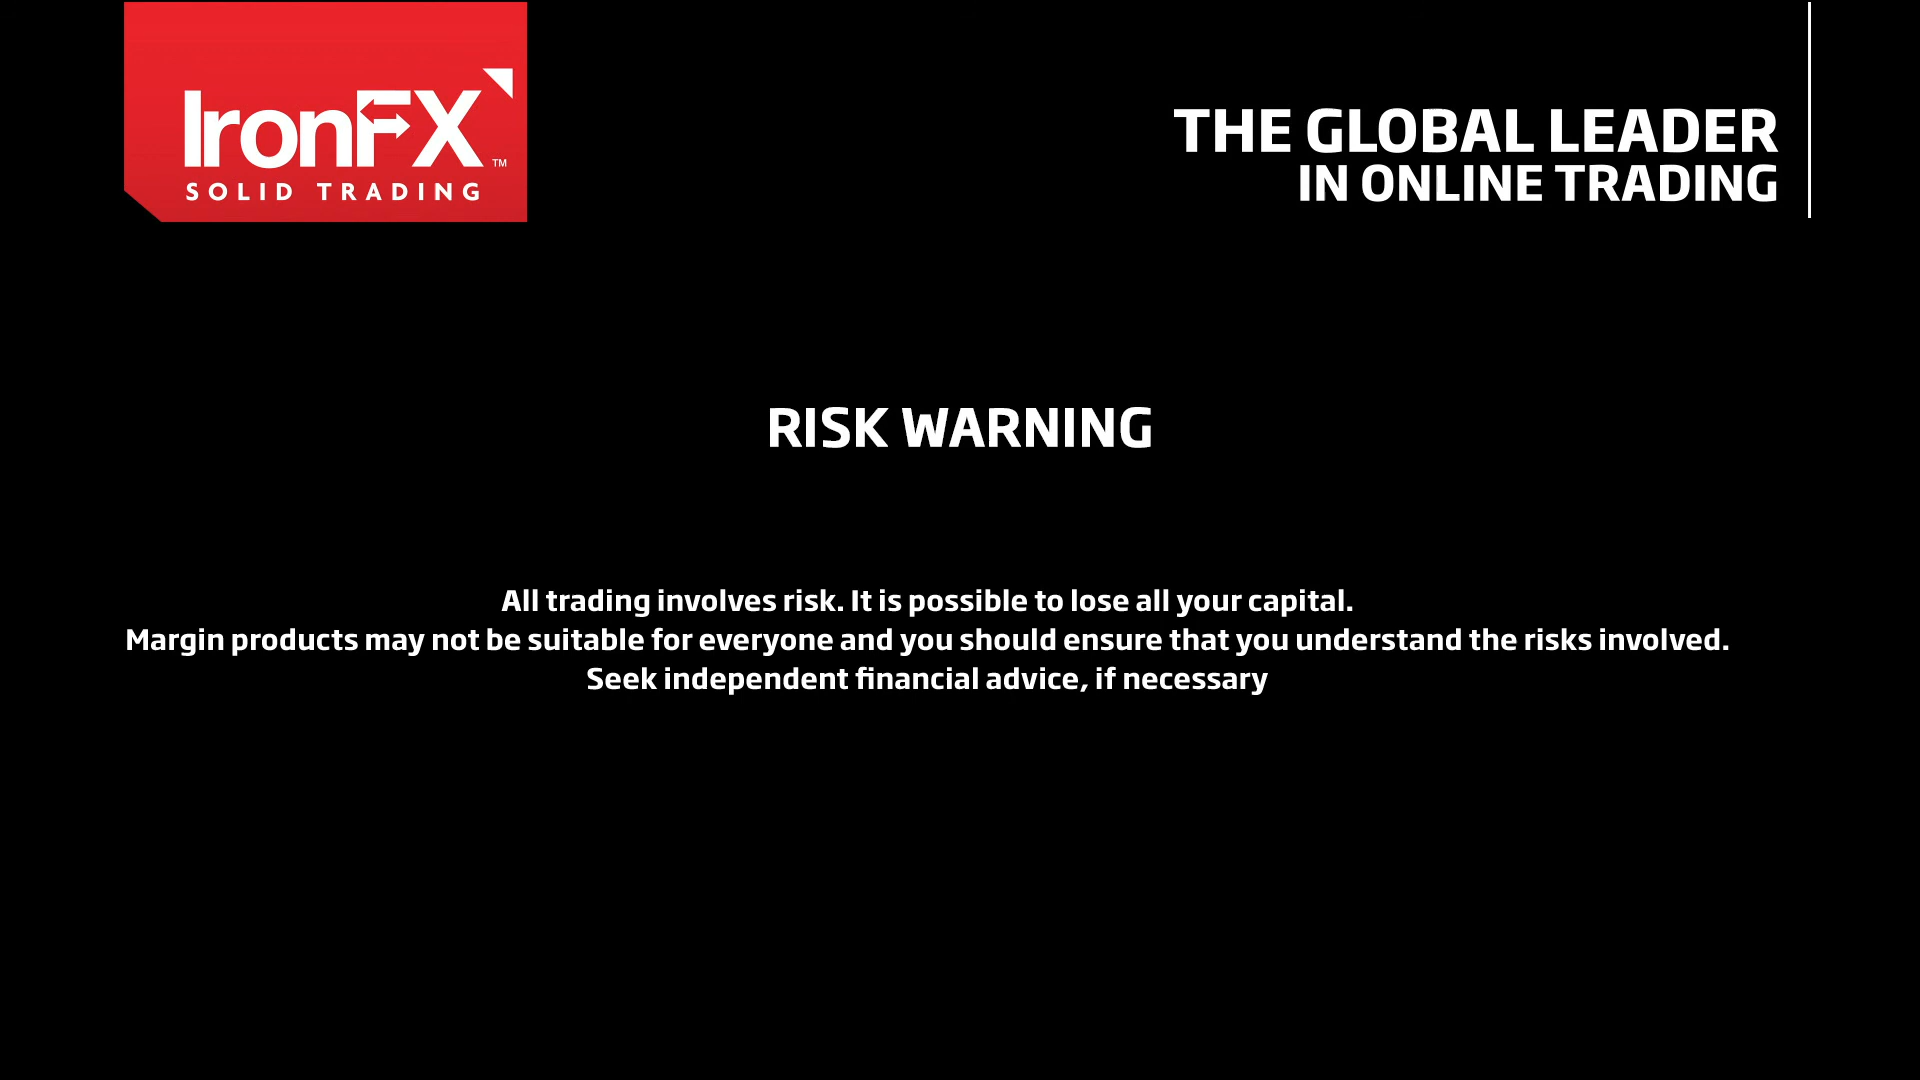 IronFX™
SOLID TRADING
THE GLOBAL LEADER
IN ONLINE TRADING
RISK WARNING
All trading involves risk. It is possible to lose all your capital.
Margin products may not be suitable for everyone and you should ensure that you understand the risks involved.
Seek independent financial advice, if necessary